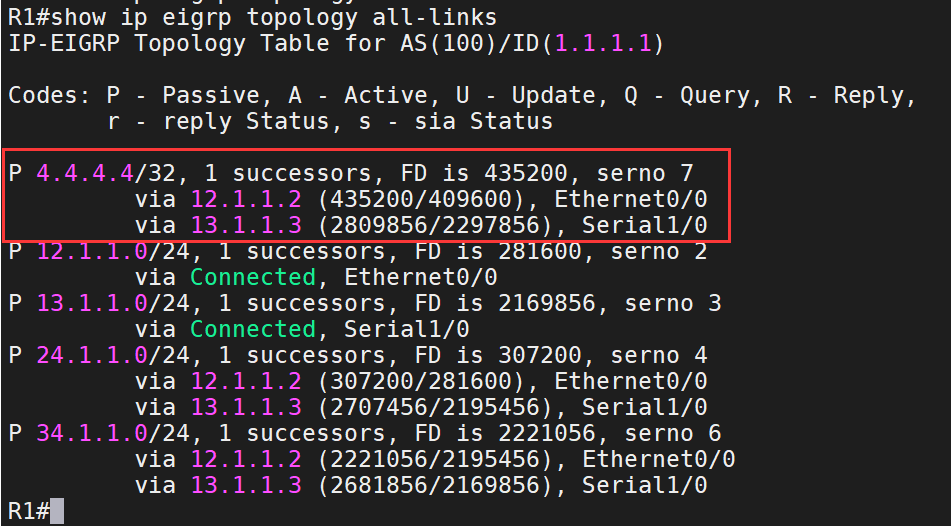 R1#show ip eigrp topology all-links
IP-EIGRP Topology Table for AS(100)/ID(1.1.1.1)
Codes: P - Passive, A - Active, U - Update, Q - Query, R - Reply,
r - reply Status, s - sia Status
P 4.4.4.4/32, 1 successors, FD is 435200, serno 7
via 12.1.1.2 (435200/409600), Ethernet0/0
via 13.1.1.3 (2809856/2297856), Serial1/0
P 12.1.1.0/24, 1 successors, FD is 281600, serno 2
via Connected, Ethernet0/0
P 13.1.1.0/24, 1 successors, FD is 2169856, serno 3
via Connected, Serial1/0
P 24.1.1.0/24, 1 successors, FD is 307200, serno 4
via 12.1.1.2 (307200/281600), Ethernet0/0
via 13.1.1.3 (2707456/2195456), Serial1/0
P 34.1.1.0/24, 1 successors, FD is 2221056, serno 6
via 12.1.1.2 (2221056/2195456), Ethernet0/0
via 13.1.1.3 (2681856/2169856), Serial1/0
R1#